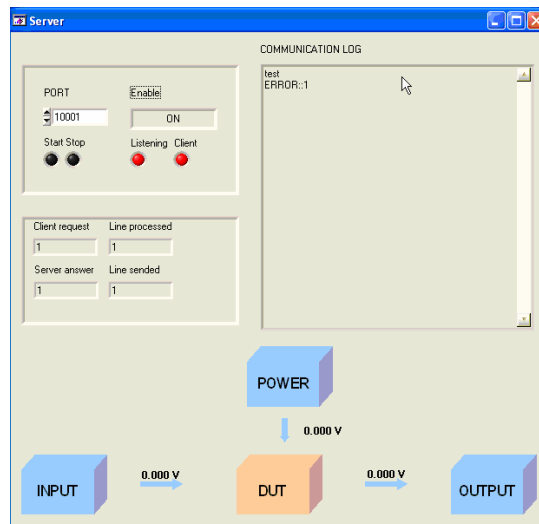 Server
COMMUNICATION LOG
test
ERROR::1
PORT
Enable
10001
ON
Start Stop
Listening Client
Client request Line processed
1 1
Server answer Line sended
1 1
POWER
0.000 V
INPUT
0.000 V
DUT
0.000 V
OUTPUT